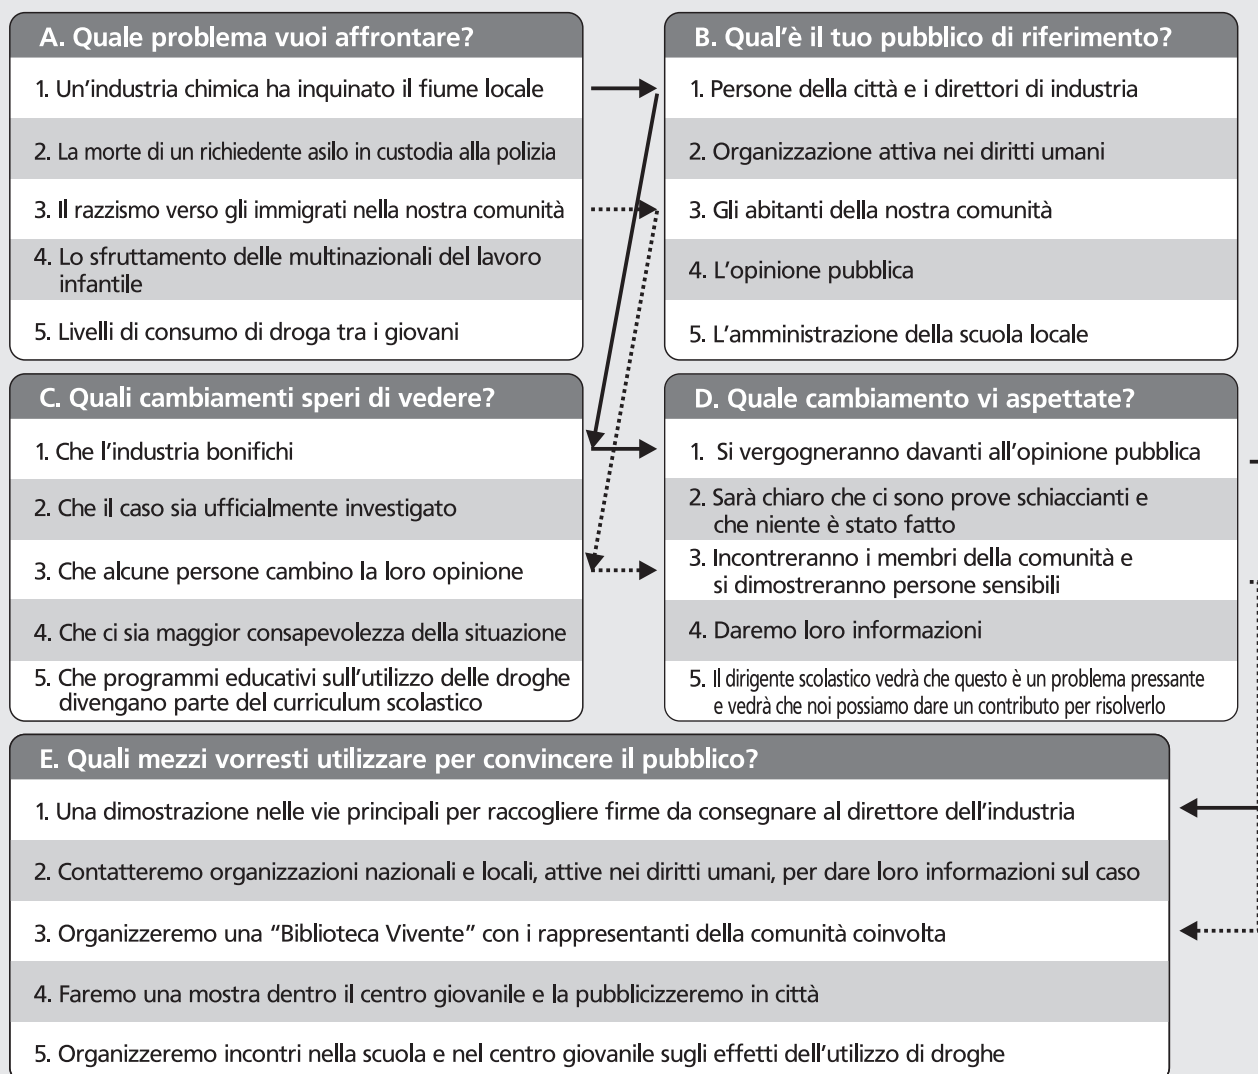 A. Quale problema vuoi affrontare?
1. Un’industria chimica ha inquinato il fiume locale
2. La morte di un richiedente asilo in custodia alla polizia
3. Il razzismo verso gli immigrati nella nostra comunità
4. Lo sfruttamento delle multinazionali del lavoro
infantile
5. Livelli di consumo di droga tra i giovani
B. Qual’è il tuo pubblico di riferimento?
1. Persone della città e i direttori di industria
2. Organizzazione attiva nei diritti umani
3. Gli abitanti della nostra comunità
4. L’opinione pubblica
5. L’amministrazione della scuola locale
C. Quali cambiamenti speri di vedere?
1. Che l’industria bonifichi
2. Che il caso sia ufficialmente investigato
3. Che alcune persone cambino la loro opinione
4. Che ci sia maggior consapevolezza della situazione
5. Che programmi educativi sull’utilizzo delle droghe
divengano parte del curriculum scolastico
D. Quale cambiamento vi aspettate?
1. Si vergogneranno davanti all’opinione pubblica
2. Sarà chiaro che ci sono prove schiaccianti e
che niente è stato fatto
3. Incontreranno i membri della comunità e
si dimostreranno persone sensibili
4. Daremo loro informazioni
5. Il dirigente scolastico vedrà che questo è un problema pressante
e vedrà che noi possiamo dare un contributo per risolverlo
E. Quali mezzi vorresti utilizzare per convincere il pubblico?
1. Una dimostrazione nelle vie principali per raccogliere firme da consegnare al direttore dell’industria
2. Contatteremo organizzazioni nazionali e locali, attive nei diritti umani, per dare loro informazioni sul caso
3. Organizzeremo una “Biblioteca Vivente” con i rappresentanti della comunità coinvolta
4. Faremo una mostra dentro il centro giovanile e la pubblicizzeremo in città
5. Organizzeremo incontri nella scuola e nel centro giovanile sugli effetti dell’utilizzo di droghe